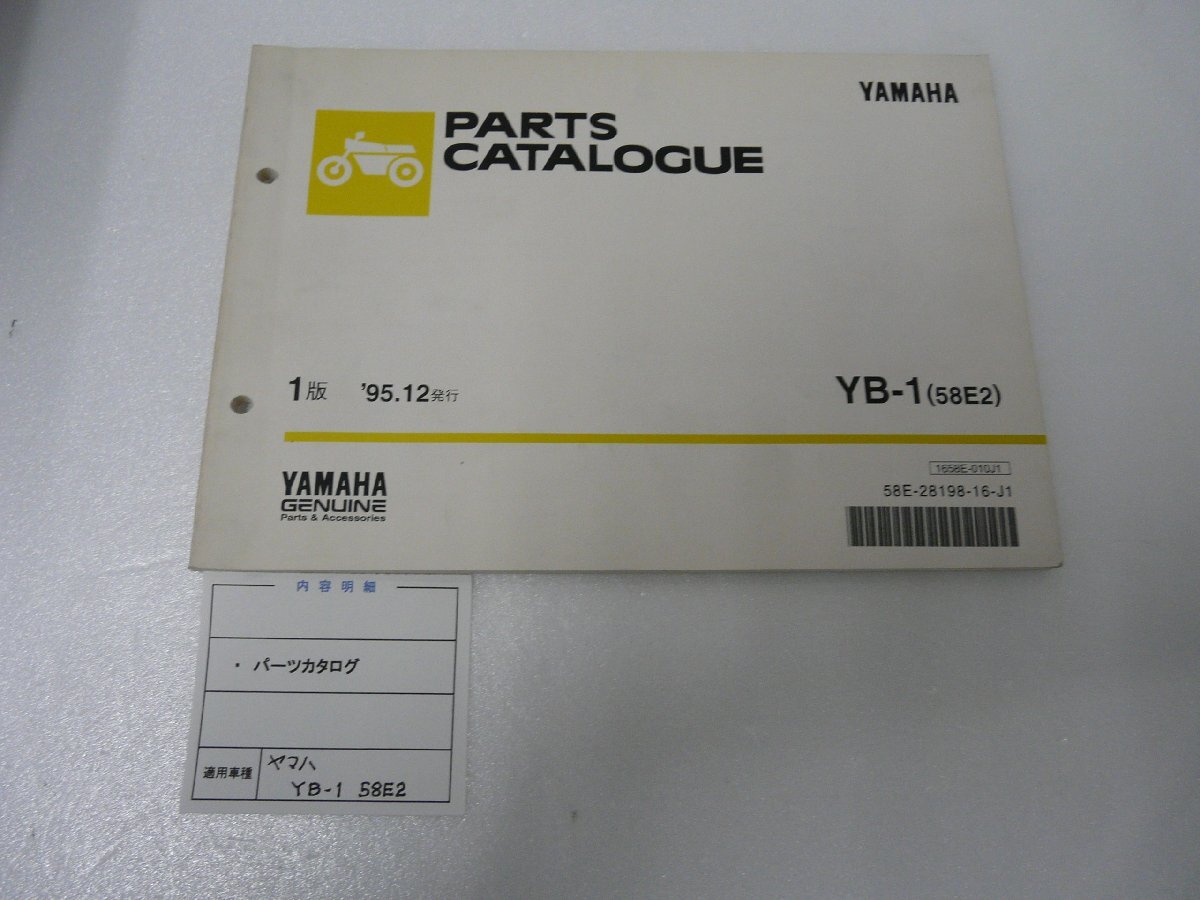 YAMAHA
PARTS
CATALOGUE
1版 '95.12発行
YB-1(58E2)
1658E-010J1
58E-28198-16-J1
YAMAHA
GENUINE
Parts & Accessories
内容明細
・パーツカタログ
適用車種
ヤマハ
YB-1 58E2